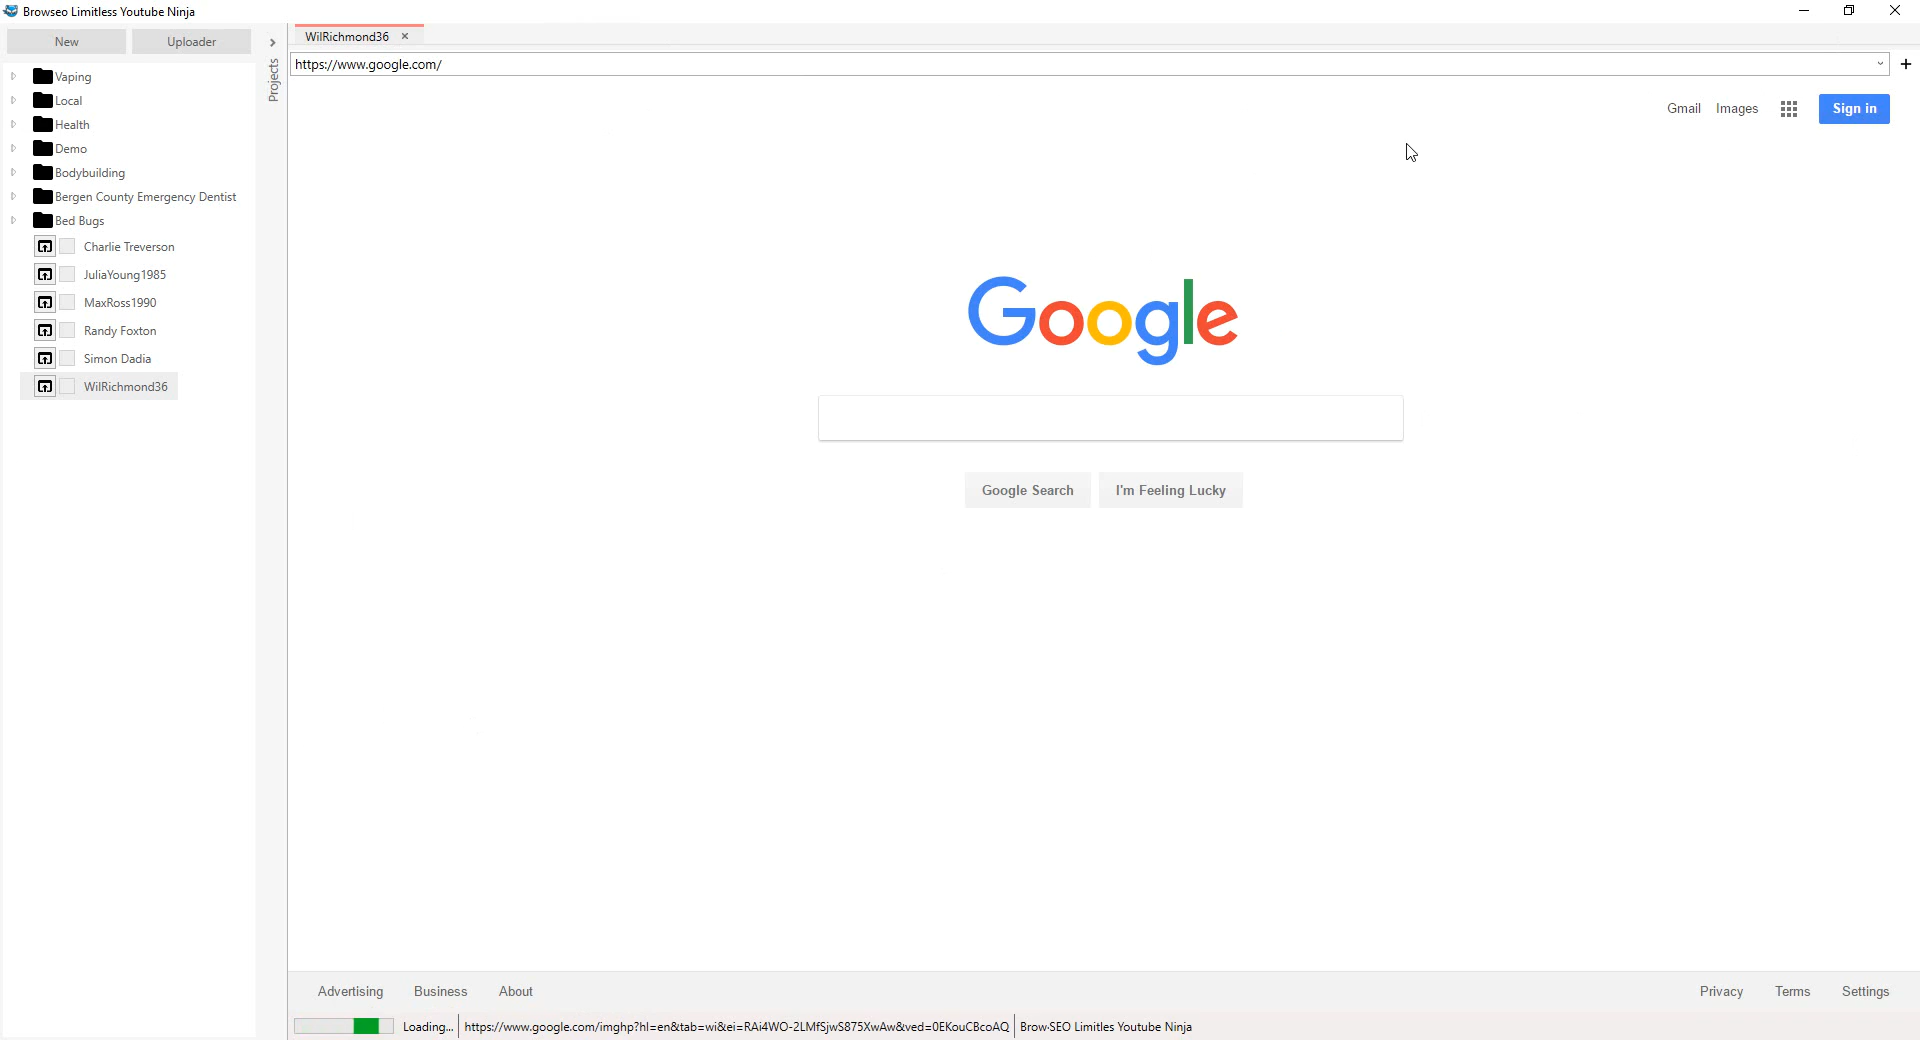 Browseo Limitless Youtube Ninja
New
Uploader
Projects
Vaping
Local
Health
Demo
Bodybuilding
Bergen County Emergency Dentist
Bed Bugs
Charlie Treverson
JuliaYoung1985
MaxRoss1990
Randy Foxton
Simon Dadia
WilRichmond36
WilRichmond36
https://www.google.com/
Gmail Images Sign in
Google
Google Search I'm Feeling Lucky
Advertising Business About Privacy Terms Settings
Loading... https://www.google.com/imghp?hl=en&tab=wi&ei=RAi4WO-2LMfSjwS875XwAw&ved=0EKouCBcoAQ Brow·SEO Limitles Youtube Ninja